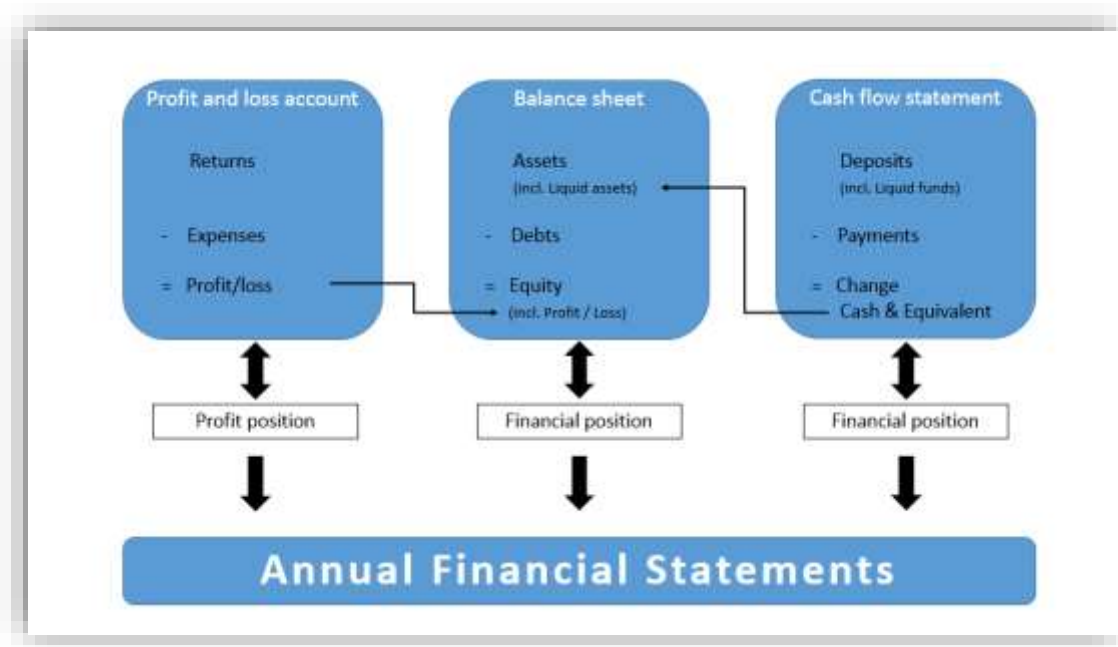 Profit and loss account
Returns
- Expenses
= Profit/loss
Balance sheet
Assets
(incl. Liquid assets)
- Debts
= Equity
(incl. Profit / Loss)
Cash flow statement
Deposits
(incl. Liquid funds)
- Payments
= Change
Cash & Equivalent
Profit position
Financial position
Financial position
Annual Financial Statements